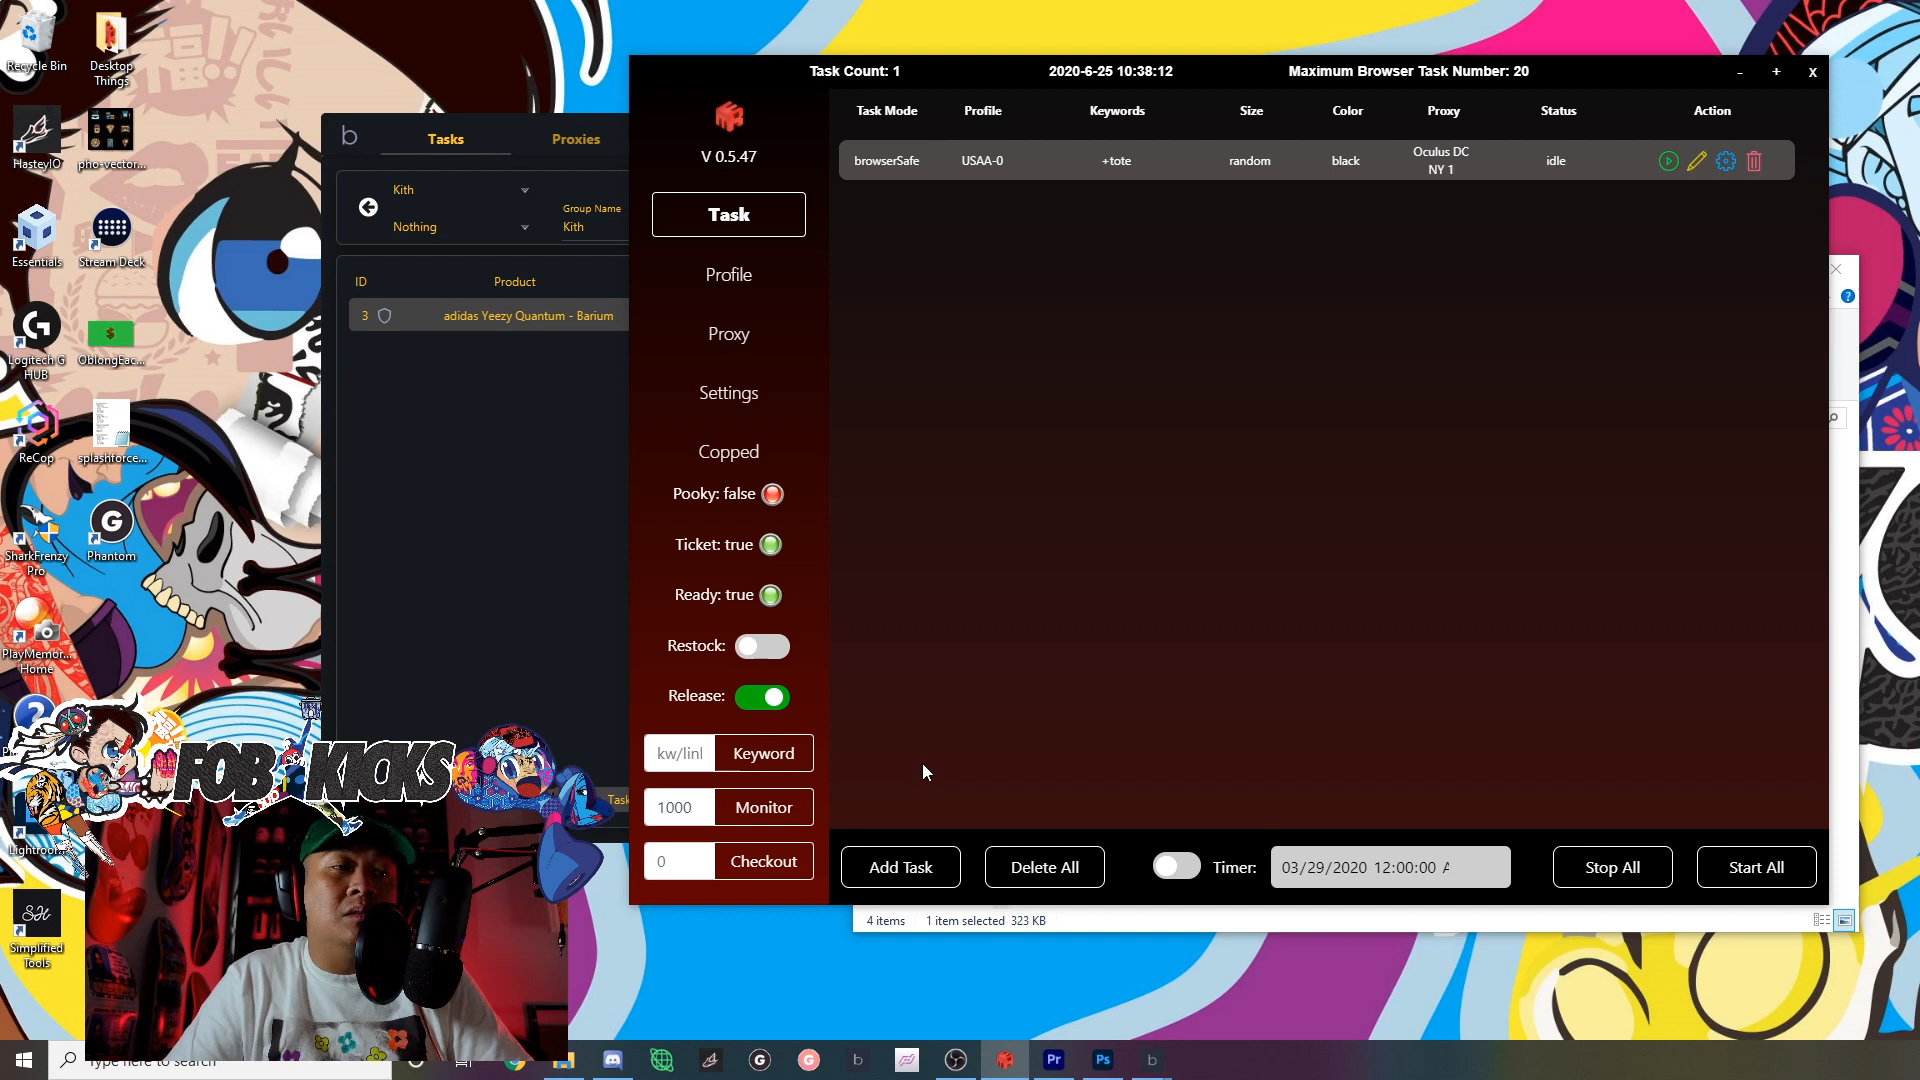 Recycle Bin
Desktop
Things
HasteyIO
pho-vector...
Essentials
Stream Deck
Logitech G
HUB
OblongEac...
ReCop
splashforce...
SharkFrenzy
Pro
Phantom
PlayMemor...
Home
Lightroo
Simplified
Tools
b
Tasks
Proxies
Kith
Nothing
Group Name
Kith
ID
Product
3
adidas Yeezy Quantum - Barium
Task
Task Count: 1
2020-6-25 10:38:12
Maximum Browser Task Number: 20
-
+
X
V 0.5.47
Task
Profile
Proxy
Settings
Copped
Pooky: false
Ticket: true
Ready: true
Restock:
Release:
kw/linl
Keyword
1000
Monitor
0
Checkout
Task Mode
Profile
Keywords
Size
Color
Proxy
Status
Action
browserSafe
USAA-0
+tote
random
black
Oculus DC
NY 1
idle
Add Task
Delete All
Timer:
03/29/2020 12:00:00 A
Stop All
Start All
4 items
1 item selected 323 KB
FOB KICKS
Type here to search
G
G
b
Pr
Ps
b